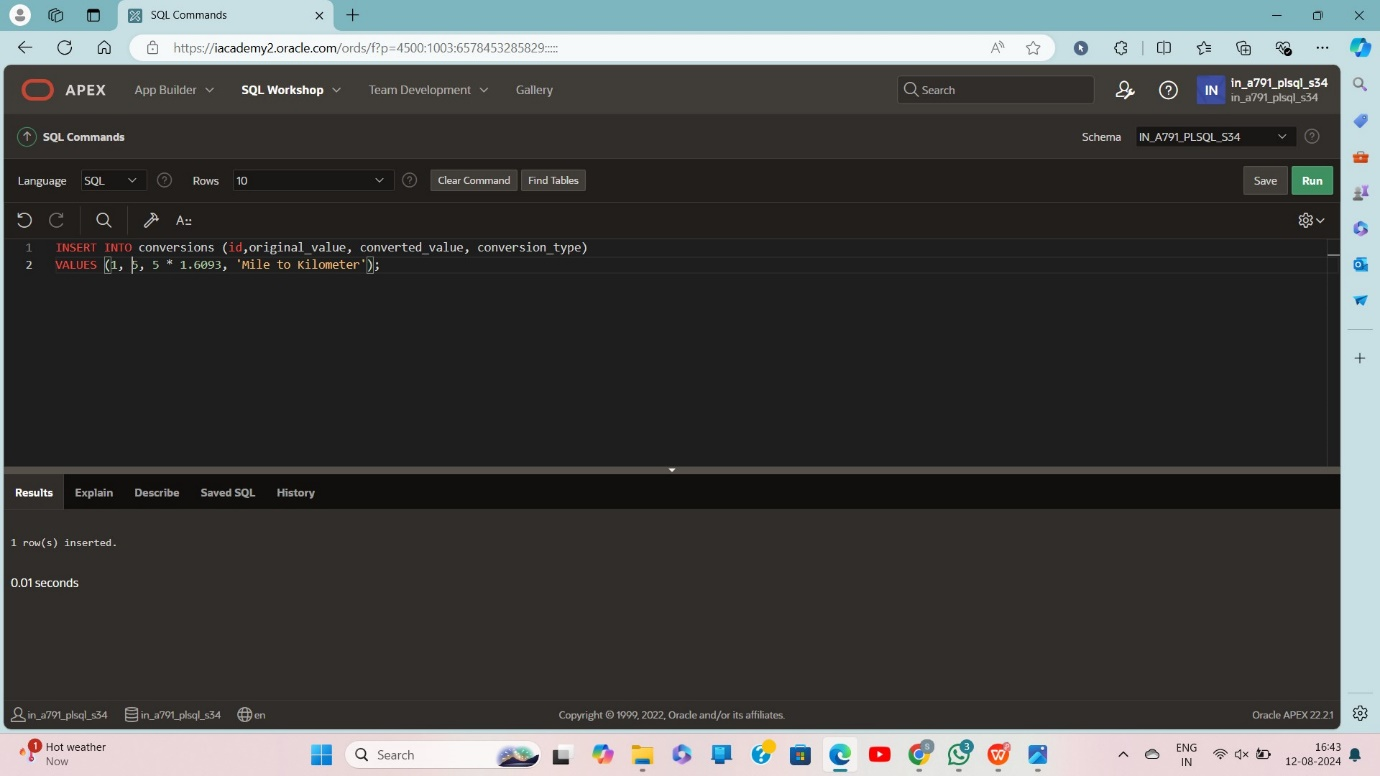 SQL Commands
https://iacademy2.oracle.com/ords/f?p=4500:1003:6578453285829:::::
APEX App Builder SQL Workshop Team Development Gallery Search IN in_a791_plsql_s34
in_a791_plsql_s34
SQL Commands Schema IN_A791_PLSQL_S34
Language SQL Rows 10 Clear Command Find Tables Save Run
A::
1 INSERT INTO conversions (id,original_value, converted_value, conversion_type)
2 VALUES (1, 5, 5 * 1.6093, 'Mile to Kilometer');
Results Explain Describe Saved SQL History
1 row(s) inserted.
0.01 seconds
in_a791_plsql_s34 in_a791_plsql_s34 en Copyright © 1999, 2022, Oracle and/or its affiliates. Oracle APEX 22.2.1
1 Hot weather
Now
Search
S
3
ENG
IN
16:43
12-08-2024